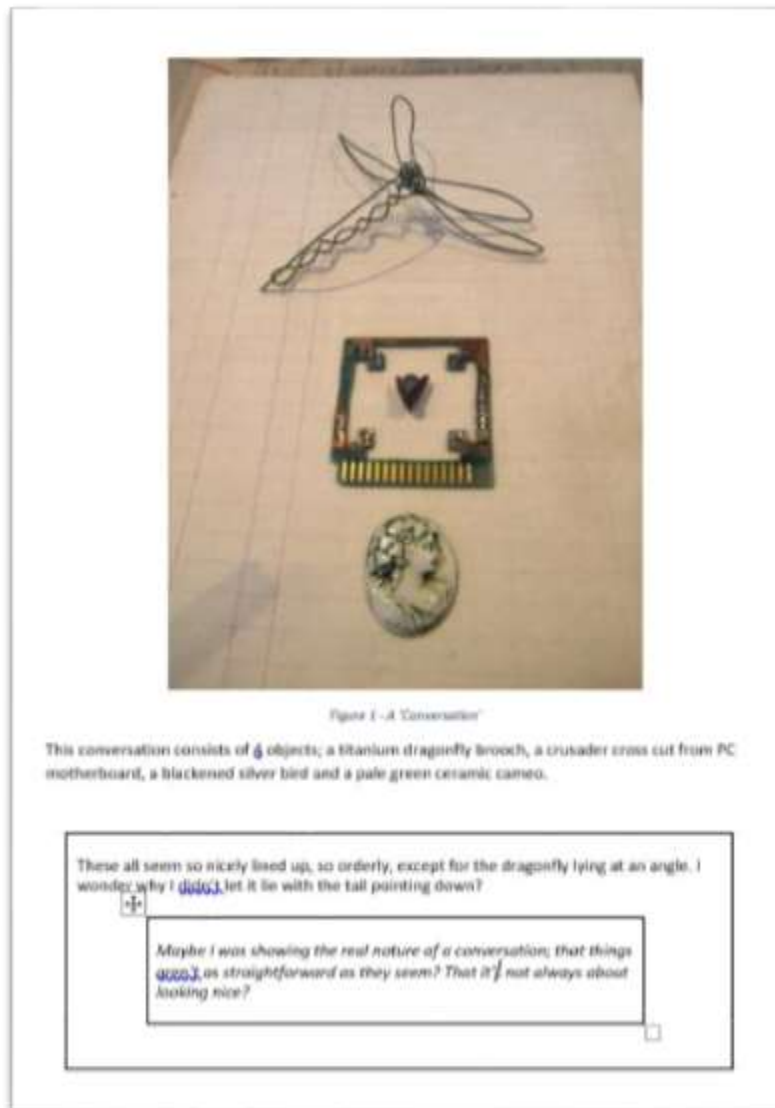 Figure 1 - A 'Conversation'
This conversation consists of 4 objects; a titanium dragonfly brooch, a crusader cross cut from PC
motherboard, a blackened silver bird and a pale green ceramic cameo.
These all seem so nicely lined up, so orderly, except for the dragonfly lying at an angle. I
wonder why I didn't let it lie with the tail pointing down?
Maybe I was showing the real nature of a conversation; that things
aren't as straightforward as they seem? That it's not always about
looking nice?